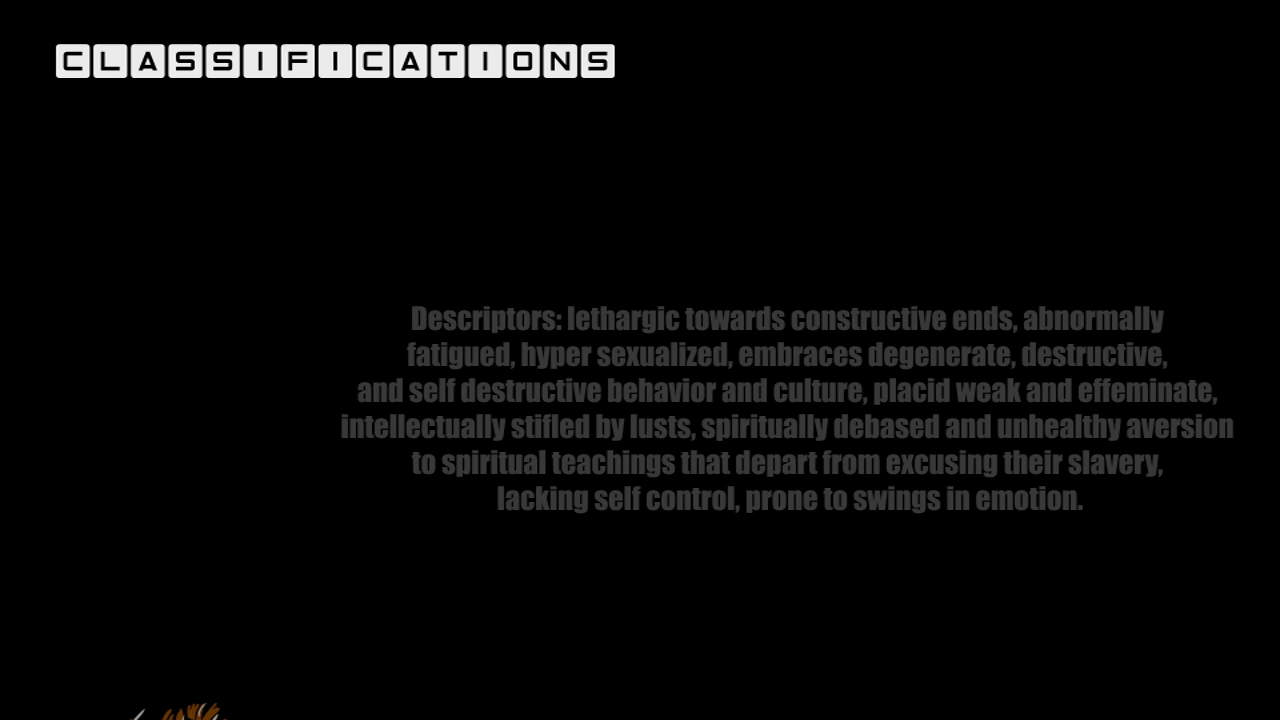 CLASSIFICATIONS
Descriptors: lethargic towards constructive ends, abnormally
fatigued, hyper sexualized, embraces degenerate, destructive,
and self destructive behavior and culture, placid weak and effeminate,
intellectually stifled by lusts, spiritually debased and unhealthy aversion
to spiritual teachings that depart from excusing their slavery,
lacking self control, prone to swings in emotion.